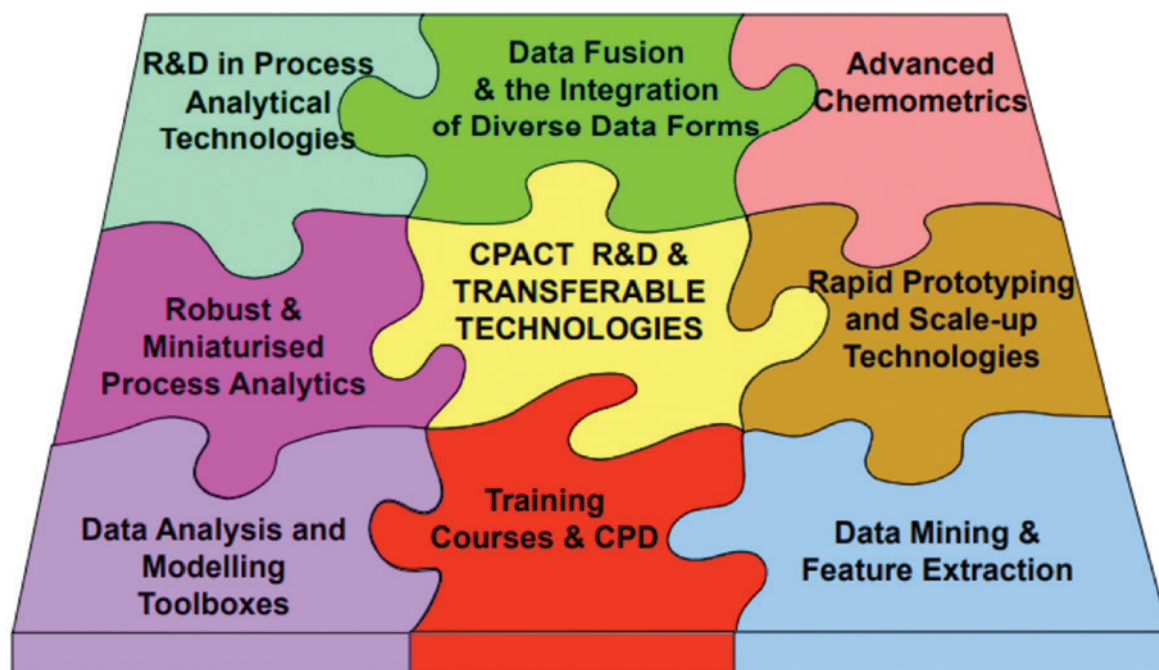 R&D in Process
Analytical
Technologies
Data Fusion
& the Integration
of Diverse Data Forms
Advanced
Chemometrics
Robust &
Miniaturised
Process Analytics
CPACT R&D &
TRANSFERABLE
TECHNOLOGIES
Rapid Prototyping
and Scale-up
Technologies
Data Analysis and
Modelling
Toolboxes
Training
Courses & CPD
Data Mining &
Feature Extraction